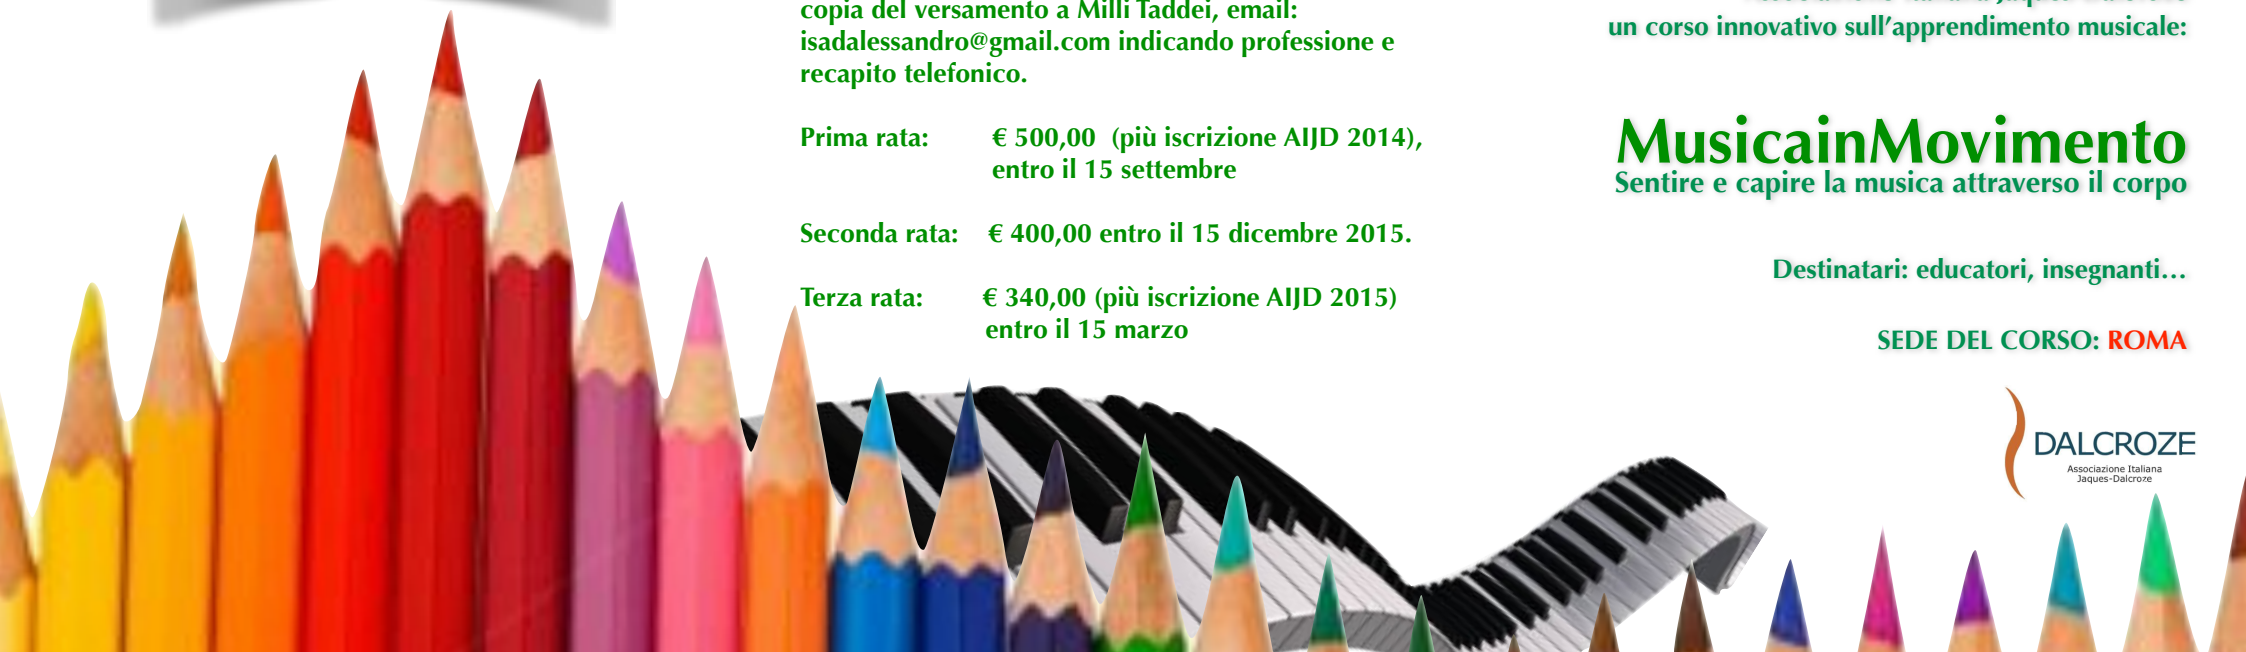 copia del versamento a Milli Taddei, email:
isadalessandro@gmail.com indicando professione e
recapito telefonico.
Prima rata: € 500,00 (più iscrizione AIJD 2014),
entro il 15 settembre
Seconda rata: € 400,00 entro il 15 dicembre 2015.
Terza rata: € 340,00 (più iscrizione AIJD 2015)
entro il 15 marzo
un corso innovativo sull’apprendimento musicale:
MusicainMovimento
Sentire e capire la musica attraverso il corpo
Destinatari: educatori, insegnanti…
SEDE DEL CORSO: ROMA
DALCROZE
Associazione Italiana
Jaques-Dalcroze